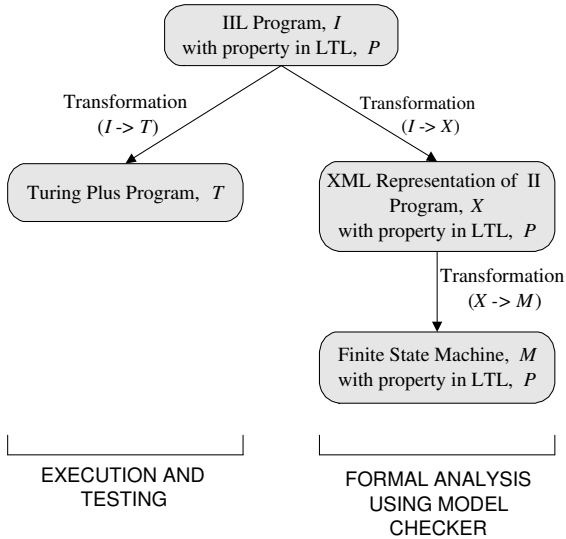 IIL Program, I
with property in LTL, P
Transformation
(I -> T)
Transformation
(I -> X)
Turing Plus Program, T
XML Representation of II
Program, X
with property in LTL, P
Transformation
(X -> M)
Finite State Machine, M
with property in LTL, P
EXECUTION AND
TESTING
FORMAL ANALYSIS
USING MODEL
CHECKER